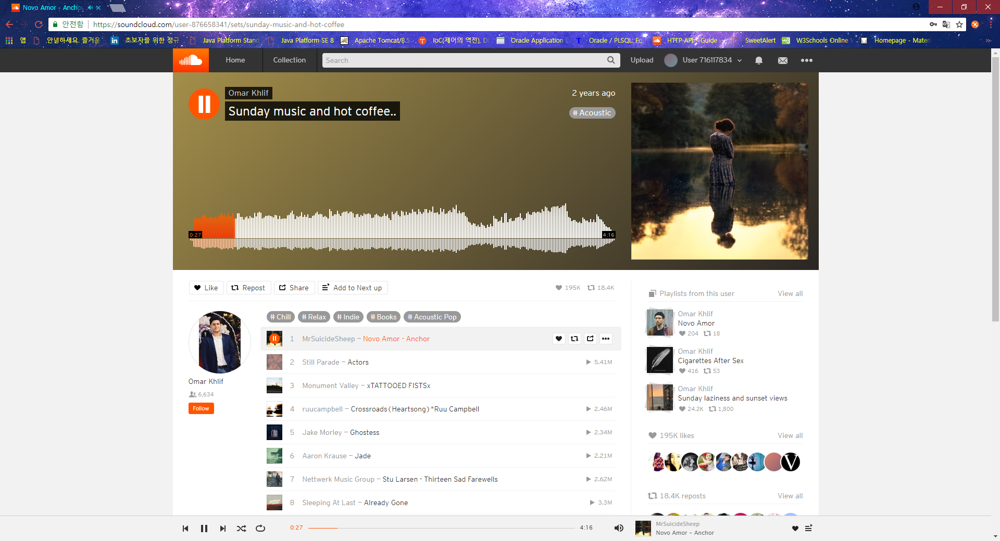 Novo Amor - Anchor
안전함 https://soundcloud.com/user-876658341/sets/sunday-music-and-hot-coffee
앱 .안녕하세요. 즐거운 초보자를 위한 정규 Java Platform Stand Java Platform SE 8 Apache Tomcat/8.5 IoC(제어의 역전), D Oracle Application Oracle / PLSQL: HTTP API - Guide SweetAlert W3Schools Online Homepage - Mater
Home Collection Search Upload User 716117834
Omar Khlif
2 years ago
Sunday music and hot coffee..
# Acoustic
0:27 4:16
Like Repost Share Add to Next up 195K 18.4K
# Chill # Relax # Indie # Books # Acoustic Pop
1 MrSuicideSheep – Novo Amor - Anchor
2 Still Parade – Actors 5.41M
3 Monument Valley – xTATTOOED FISTSx
4 ruucampbell – Crossroads (Heartsong) *Ruu Campbell 2.46M
5 Jake Morley – Ghostess 2.34M
6 Aaron Krause – Jade 2.21M
7 Nettwerk Music Group – Stu Larsen - Thirteen Sad Farewells 2.62M
8 Sleeping At Last – Already Gone 3.3M
Omar Khlif
6,634
Follow
Playlists from this user View all
Omar Khlif
Novo Amor
204 18
Omar Khlif
Cigarettes After Sex
416 53
Omar Khlif
Sunday laziness and sunset views
24.2K 1,800
195K likes View all
18.4K reposts View all
0:27 4:16
MrSuicideSheep
Novo Amor – Anchor